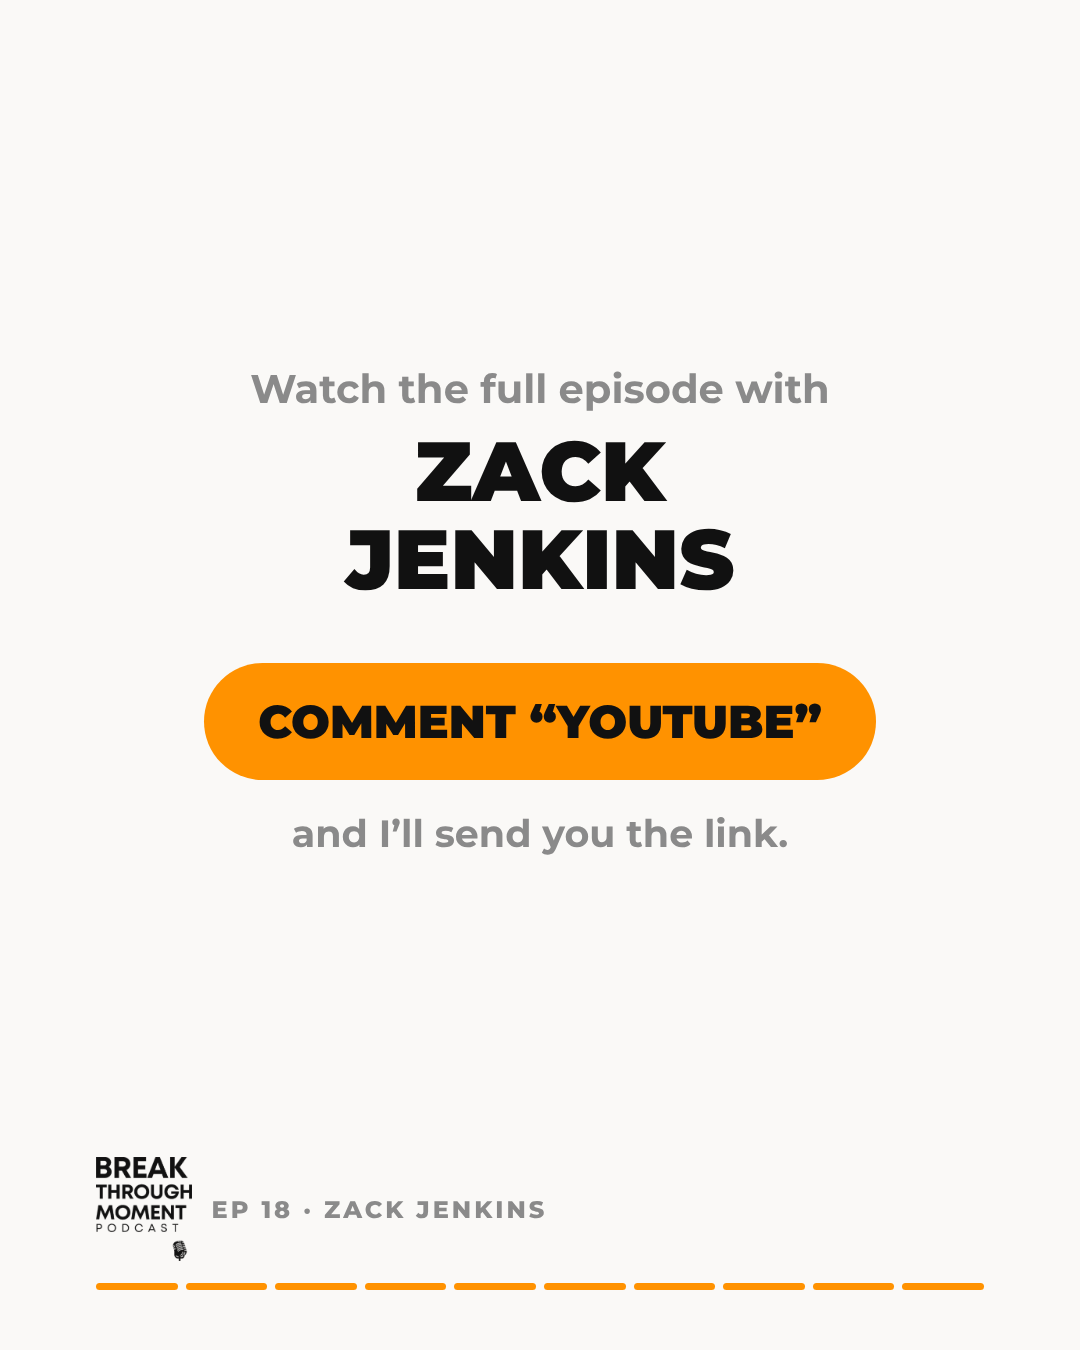 Watch the full episode with
ZACK
JENKINS
COMMENT “YOUTUBE”
and I’ll send you the link.
BREAK
THROUGH
MOMENT
PODCAST
EP 18 · ZACK JENKINS